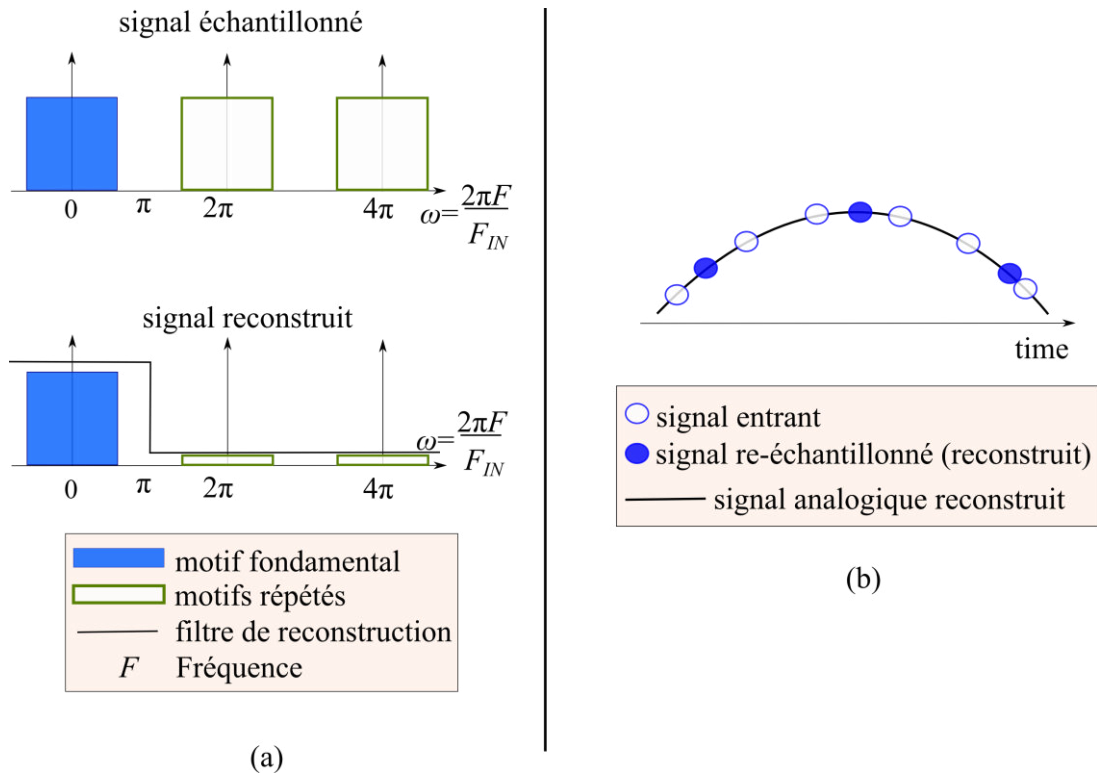 signal échantillonné
0 π 2π 4π ω=2πF/F_IN
signal reconstruit
0 π 2π 4π ω=2πF/F_IN
motif fondamental
motifs répétés
filtre de reconstruction
F Fréquence
(a)
time
signal entrant
signal re-échantillonné (reconstruit)
signal analogique reconstruit
(b)